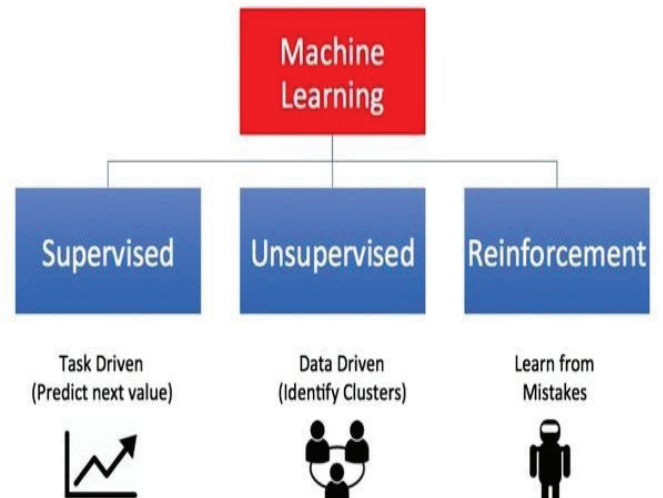 Machine
Learning
Supervised
Unsupervised
Reinforcement
Task Driven
(Predict next value)
Data Driven
(Identify Clusters)
Learn from
Mistakes